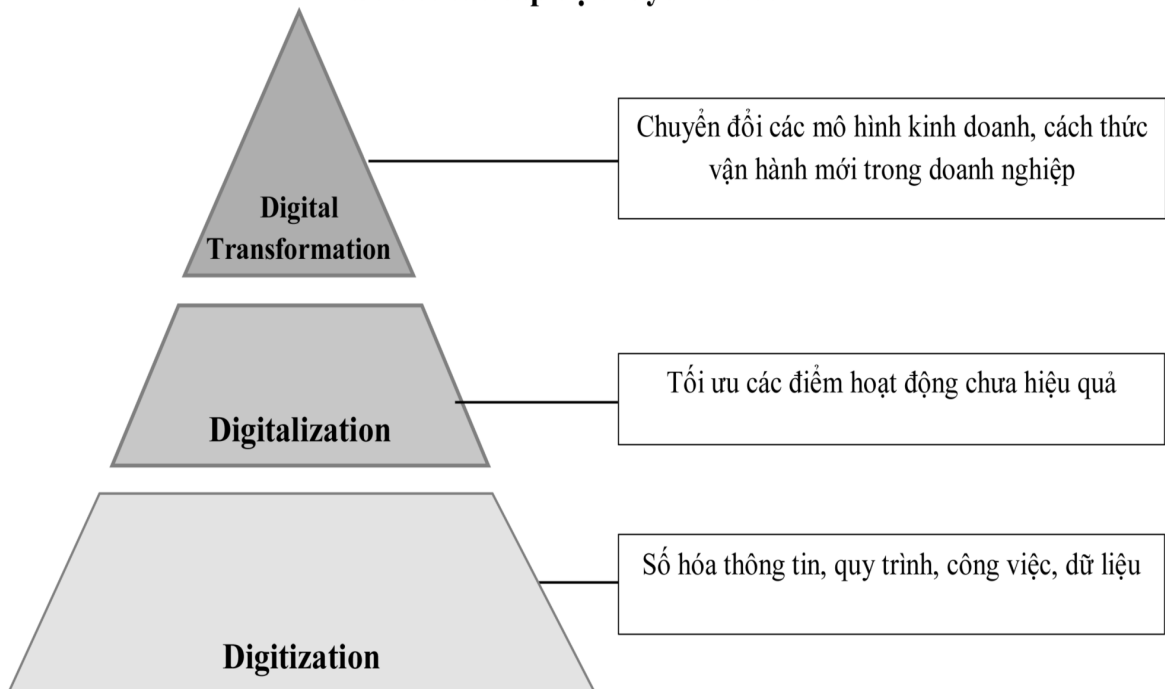 Chuyển đổi các mô hình kinh doanh, cách thức
vận hành mới trong doanh nghiệp
Digital
Transformation
Tối ưu các điểm hoạt động chưa hiệu quả
Digitalization
Số hóa thông tin, quy trình, công việc, dữ liệu
Digitization